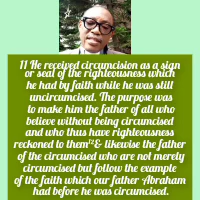 11 He received circumcision as a sign
or seal of the righteousness which
he had by faith while he was still
uncircumcised. The purpose was
to make him the father of all who
believe without being circumcised
and who thus have righteousness
reckoned to them¹²& likewise the father
of the circumcised who are not merely
circumcised but follow the example
of the faith which our father Abraham
had before he was circumcised.